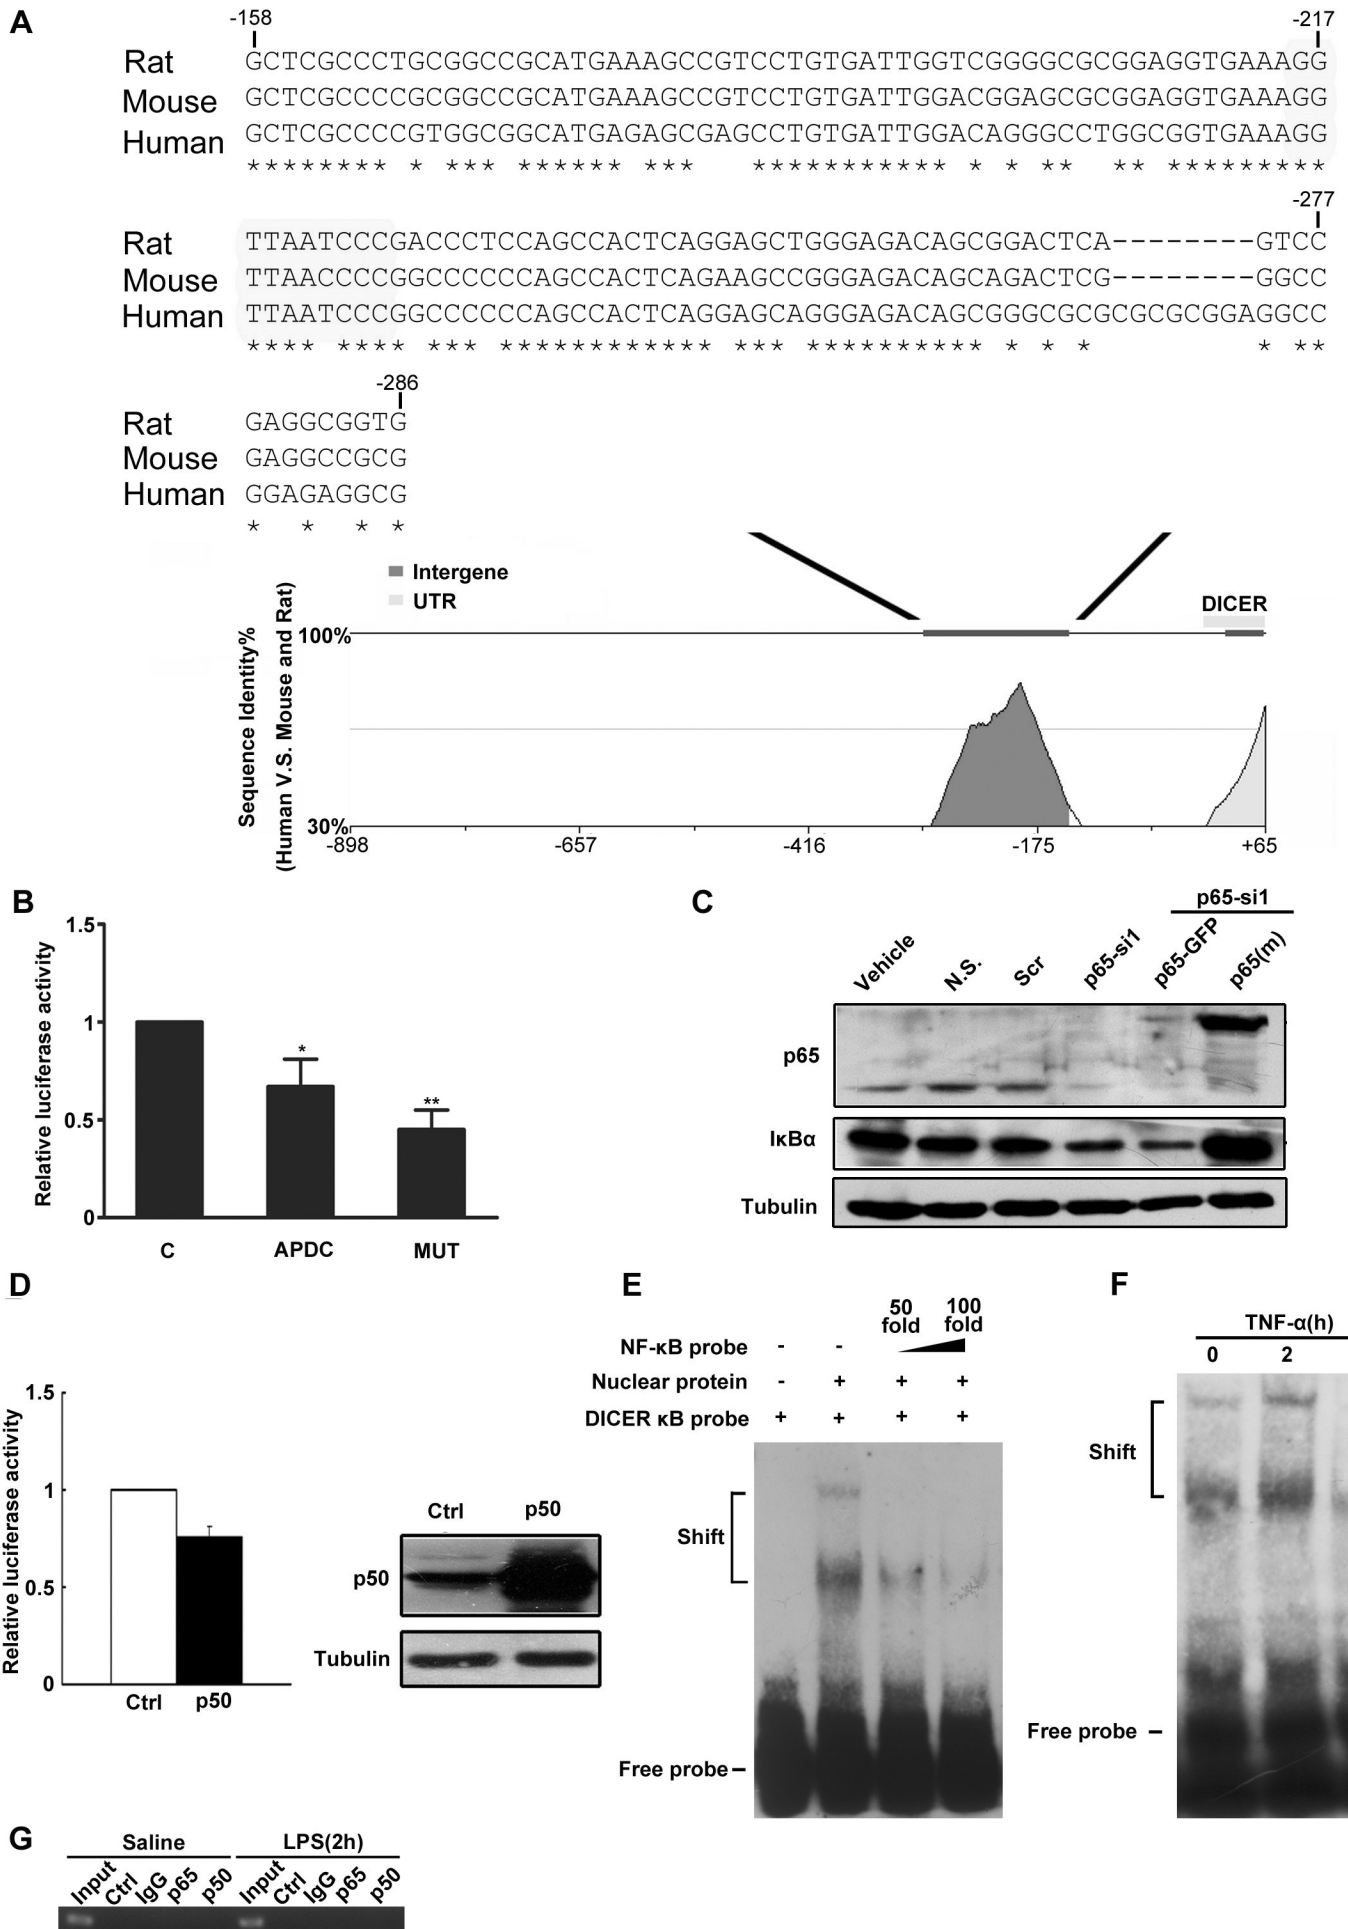 A
-158 -217
Rat GCTCGCCCTGCGGCCGCATGAAAGCCGTCCTGTGATTGGTCGGGGCGCGGAGGTGAAAGG
Mouse GCTCGCCCCGCGGCCGCATGAAAGCCGTCCTGTGATTGGACGGAGCGCGGAGGTGAAAGG
Human GCTCGCCCCGTGGCGGCATGAGAGCGAGCCTGTGATTGGACAGGGCCTGGCGGTGAAAGG
******** * *** ****** *** *********** * * ** ** *********
-277
Rat TTAATCCCGACCCTCCAGCCACTCAGGAGCTGGGAGACAGCGGACTCA--------GTCC
Mouse TTAACCCCGGCCCCCCAGCCACTCAGAAGCCGGGAGACAGCAGACTCG--------GGCC
Human TTAATCCCGGCCCCCCAGCCACTCAGGAGCAGGGAGACAGCGGGCGCGCGCGCGGAGGCC
**** **** *** ************ *** ********** * * * * **
-286
Rat GAGGCGGTG
Mouse GAGGCCGCG
Human GGAGAGGCG
* * * *
Intergene
UTR
DICER
Sequence Identity%
(Human V.S. Mouse and Rat)
100%
30%
-898 -657 -416 -175 +65
B
Relative luciferase activity
1.5
1
0.5
0
*
**
C APDC MUT
C
p65-si1
Vehicle N.S. Scr p65-si1 p65-GFP p65(m)
p65
IκBα
Tubulin
D
Relative luciferase activity
1.5
1
0.5
0
Ctrl p50
Ctrl p50
p50
Tubulin
E
50 fold 100 fold
NF-κB probe - -
Nuclear protein - + + +
DICER κB probe + + + +
Shift
Free probe
F
TNF-α(h)
0 2
Shift
Free probe
G
Saline LPS(2h)
Input Ctrl IgG p65 p50 Input Ctrl IgG p65 p50